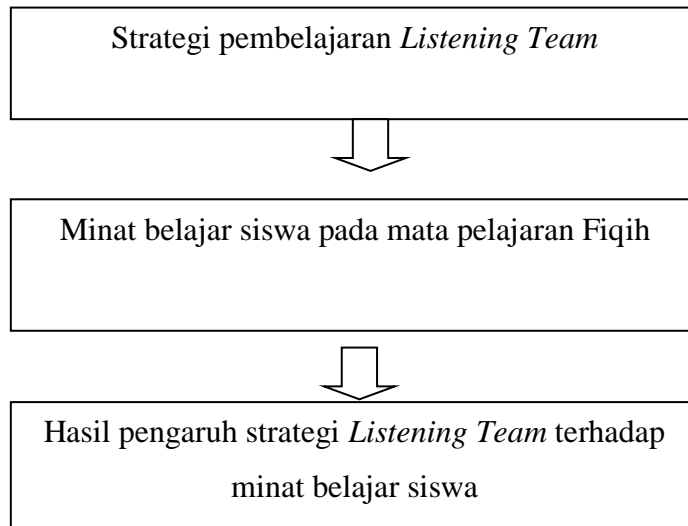 Strategi pembelajaran Listening Team
Minat belajar siswa pada mata pelajaran Fiqih
Hasil pengaruh strategi Listening Team terhadap
minat belajar siswa